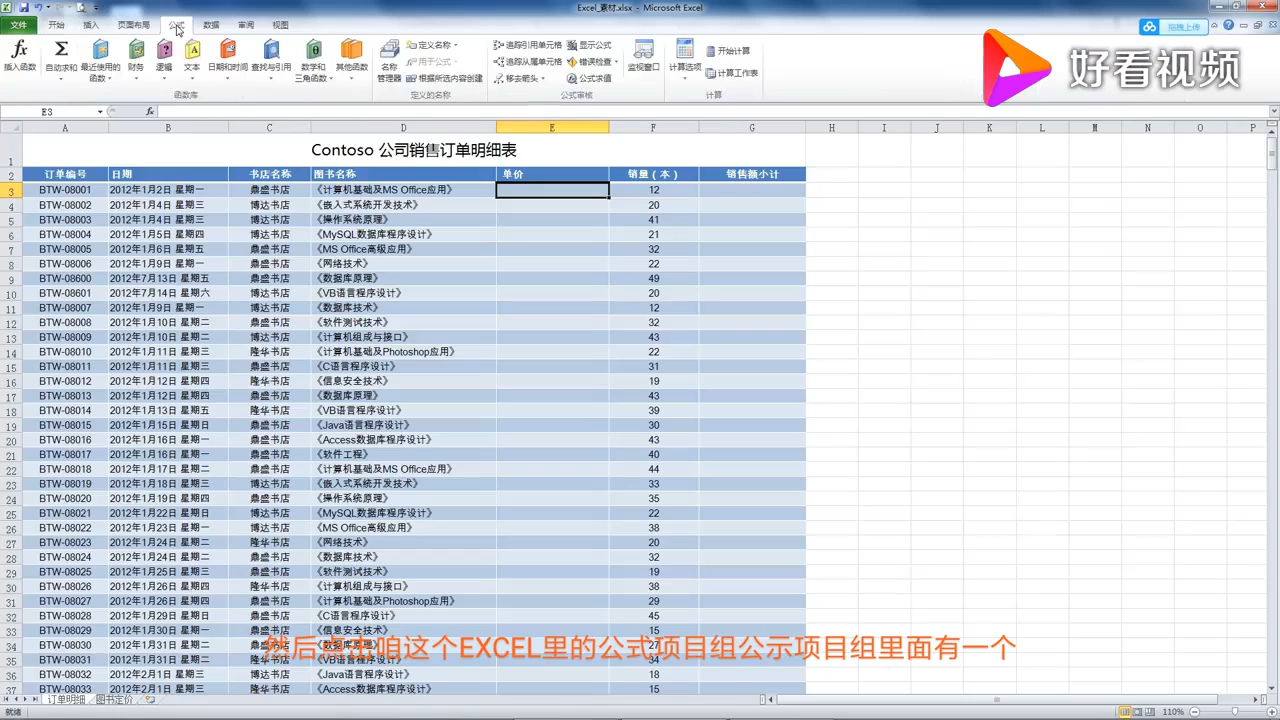 Excel_素材.xlsx - Microsoft Excel
文件 开始 插入 页面布局 公式 数据 审阅 视图
拖拽上传
好看视频
插入函数 自动求和 最近使用的函数 财务 逻辑 文本 日期和时间 查找与引用 数学和三角函数 其他函数
函数库
名称管理器 定义名称 用于公式 根据所选内容创建
定义的名称
追踪引用单元格 追踪从属单元格 移去箭头 显示公式 错误检查 公式求值 监视窗口
公式审核
计算选项 开始计算 计算工作表
计算
E3 fx
A B C D E F G H I J K L M N O P
1 Contoso 公司销售订单明细表
2 订单编号 日期 书店名称 图书名称 单价 销量（本） 销售额小计
3 BTW-08001 2012年1月2日 星期一 鼎盛书店 《计算机基础及MS Office应用》 12
4 BTW-08002 2012年1月4日 星期三 博达书店 《嵌入式系统开发技术》 20
5 BTW-08003 2012年1月4日 星期三 博达书店 《操作系统原理》 41
6 BTW-08004 2012年1月5日 星期四 博达书店 《MySQL数据库程序设计》 21
7 BTW-08005 2012年1月6日 星期五 鼎盛书店 《MS Office高级应用》 32
8 BTW-08006 2012年1月9日 星期一 鼎盛书店 《网络技术》 22
9 BTW-08600 2012年7月13日 星期五 鼎盛书店 《数据库原理》 49
10 BTW-08601 2012年7月14日 星期六 博达书店 《VB语言程序设计》 20
11 BTW-08007 2012年1月9日 星期一 博达书店 《数据库技术》 12
12 BTW-08008 2012年1月10日 星期二 鼎盛书店 《软件测试技术》 32
13 BTW-08009 2012年1月10日 星期二 博达书店 《计算机组成与接口》 43
14 BTW-08010 2012年1月11日 星期三 隆华书店 《计算机基础及Photoshop应用》 22
15 BTW-08011 2012年1月11日 星期三 鼎盛书店 《C语言程序设计》 31
16 BTW-08012 2012年1月12日 星期四 隆华书店 《信息安全技术》 19
17 BTW-08013 2012年1月12日 星期四 鼎盛书店 《数据库原理》 43
18 BTW-08014 2012年1月13日 星期五 隆华书店 《VB语言程序设计》 39
19 BTW-08015 2012年1月15日 星期日 鼎盛书店 《Java语言程序设计》 30
20 BTW-08016 2012年1月16日 星期一 鼎盛书店 《Access数据库程序设计》 43
21 BTW-08017 2012年1月16日 星期一 鼎盛书店 《软件工程》 40
22 BTW-08018 2012年1月17日 星期二 鼎盛书店 《计算机基础及MS Office应用》 44
23 BTW-08019 2012年1月18日 星期三 博达书店 《嵌入式系统开发技术》 33
24 BTW-08020 2012年1月19日 星期四 鼎盛书店 《操作系统原理》 35
25 BTW-08021 2012年1月22日 星期日 博达书店 《MySQL数据库程序设计》 22
26 BTW-08022 2012年1月23日 星期一 博达书店 《MS Office高级应用》 38
27 BTW-08023 2012年1月24日 星期二 隆华书店 《网络技术》 20
28 BTW-08024 2012年1月24日 星期二 鼎盛书店 《数据库技术》 32
29 BTW-08025 2012年1月25日 星期三 鼎盛书店 《软件测试技术》 19
30 BTW-08026 2012年1月26日 星期四 隆华书店 《计算机组成与接口》 38
31 BTW-08027 2012年1月26日 星期四 鼎盛书店 《计算机基础及Photoshop应用》 29
32 BTW-08028 2012年1月29日 星期日 鼎盛书店 《C语言程序设计》 45
33 BTW-08029 2012年1月30日 星期一 鼎盛书店 《信息安全技术》 15
34 BTW-08030 2012年1月31日 星期二 27
然后点击咱这个EXCEL里的公式项目组公示项目组里面有一个
35 BTW-08031 2012年1月31日 星期二 隆华书店 《VB语言程序设计》 34
36 BTW-08032 2012年2月1日 星期三 博达书店 《Java语言程序设计》 18
37 BTW-08033 2012年2月1日 星期三 隆华书店 《Access数据库程序设计》 15
订单明细 图书定价
就绪 110%